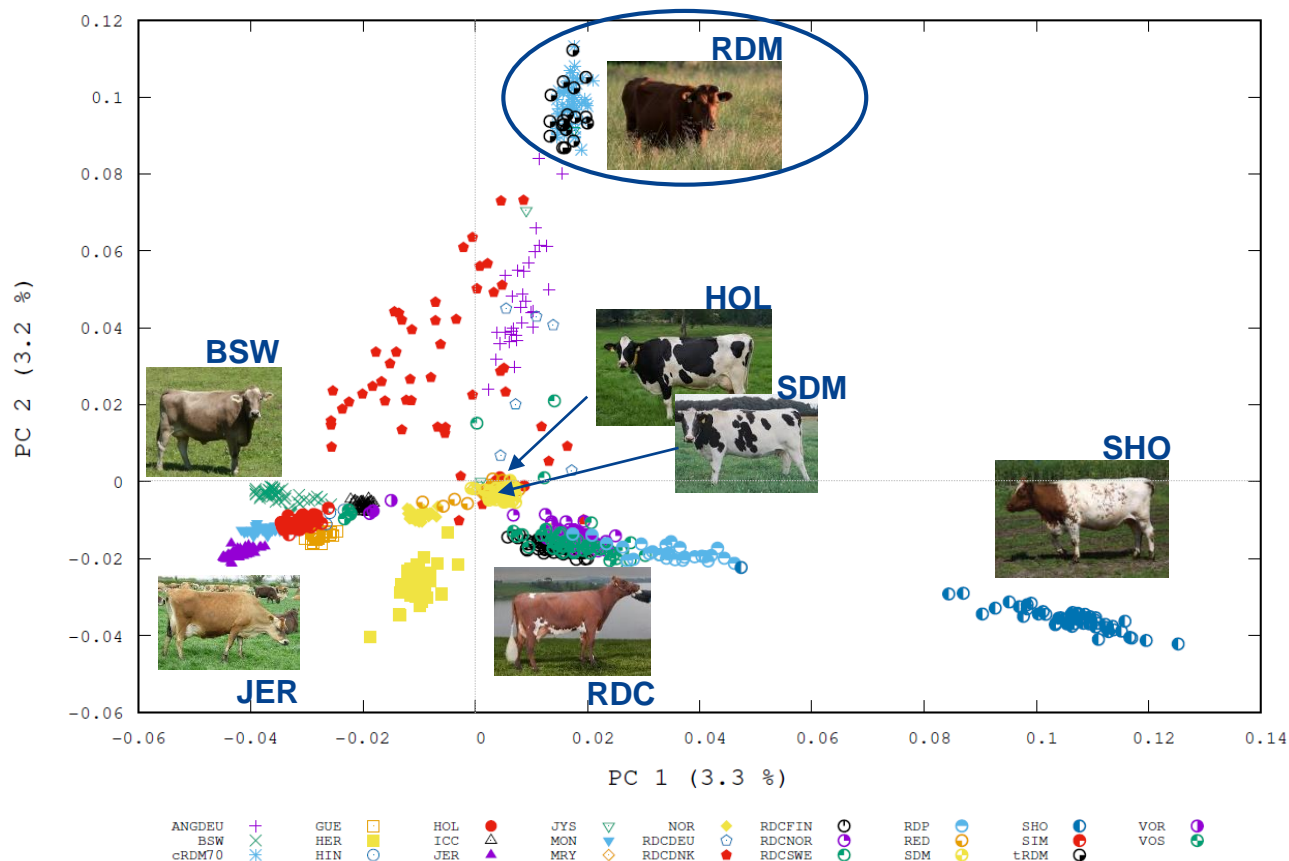 0.12
0.1
0.08
0.06
0.04
0.02
0
-0.02
-0.04
-0.06
PC 2 (3.2 %)
RDM
HOL
BSW
SDM
SHO
JER
RDC
-0.06 -0.04 -0.02 0 0.02 0.04 0.06 0.08 0.1 0.12 0.14
PC 1 (3.3 %)
ANGDEU GUE HOL JYS NOR RDCFIN RDP SHO VOR
BSW HER ICC MON RDCDEU RDCNOR RED SIM VOS
cRDM70 HIN JER MRY RDCDNK RDCSWE SDM tRDM